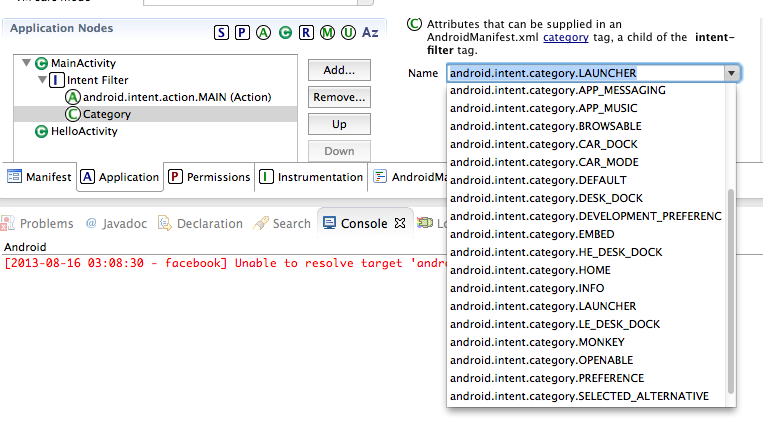 Application Nodes
S P A C R M U Az
MainActivity
I Intent Filter
A android.intent.action.MAIN (Action)
C Category
C HelloActivity
Add...
Remove...
Up
Down
C Attributes that can be supplied in an
AndroidManifest.xml category tag, a child of the intent-
filter tag.
Name android.intent.category.LAUNCHER
android.intent.category.APP_MESSAGING
android.intent.category.APP_MUSIC
android.intent.category.BROWSABLE
android.intent.category.CAR_DOCK
android.intent.category.CAR_MODE
android.intent.category.DEFAULT
android.intent.category.DESK_DOCK
android.intent.category.DEVELOPMENT_PREFERENC
android.intent.category.EMBED
android.intent.category.HE_DESK_DOCK
android.intent.category.HOME
android.intent.category.INFO
android.intent.category.LAUNCHER
android.intent.category.LE_DESK_DOCK
android.intent.category.MONKEY
android.intent.category.OPENABLE
android.intent.category.PREFERENCE
android.intent.category.SELECTED_ALTERNATIVE
Manifest A Application P Permissions I Instrumentation AndroidMa
Problems @ Javadoc Declaration Search Console Lo
Android
[2013-08-16 03:08:30 - facebook] Unable to resolve target 'andro